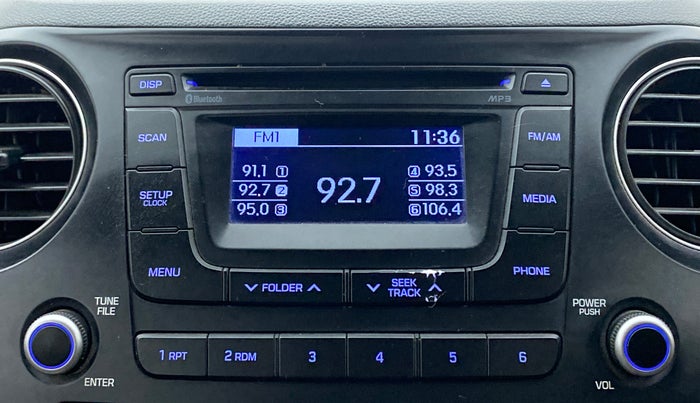 DISP
Bluetooth
MP3
SCAN
FM1 11:36
FM/AM
91.1 1
92.7 2
95.0 3
92.7
4 93.5
5 98.3
6 106.4
SETUP
CLOCK
MEDIA
MENU
FOLDER
SEEK
TRACK
PHONE
TUNE
FILE
POWER
PUSH
1 RPT 2 RDM 3 4 5 6
ENTER
VOL